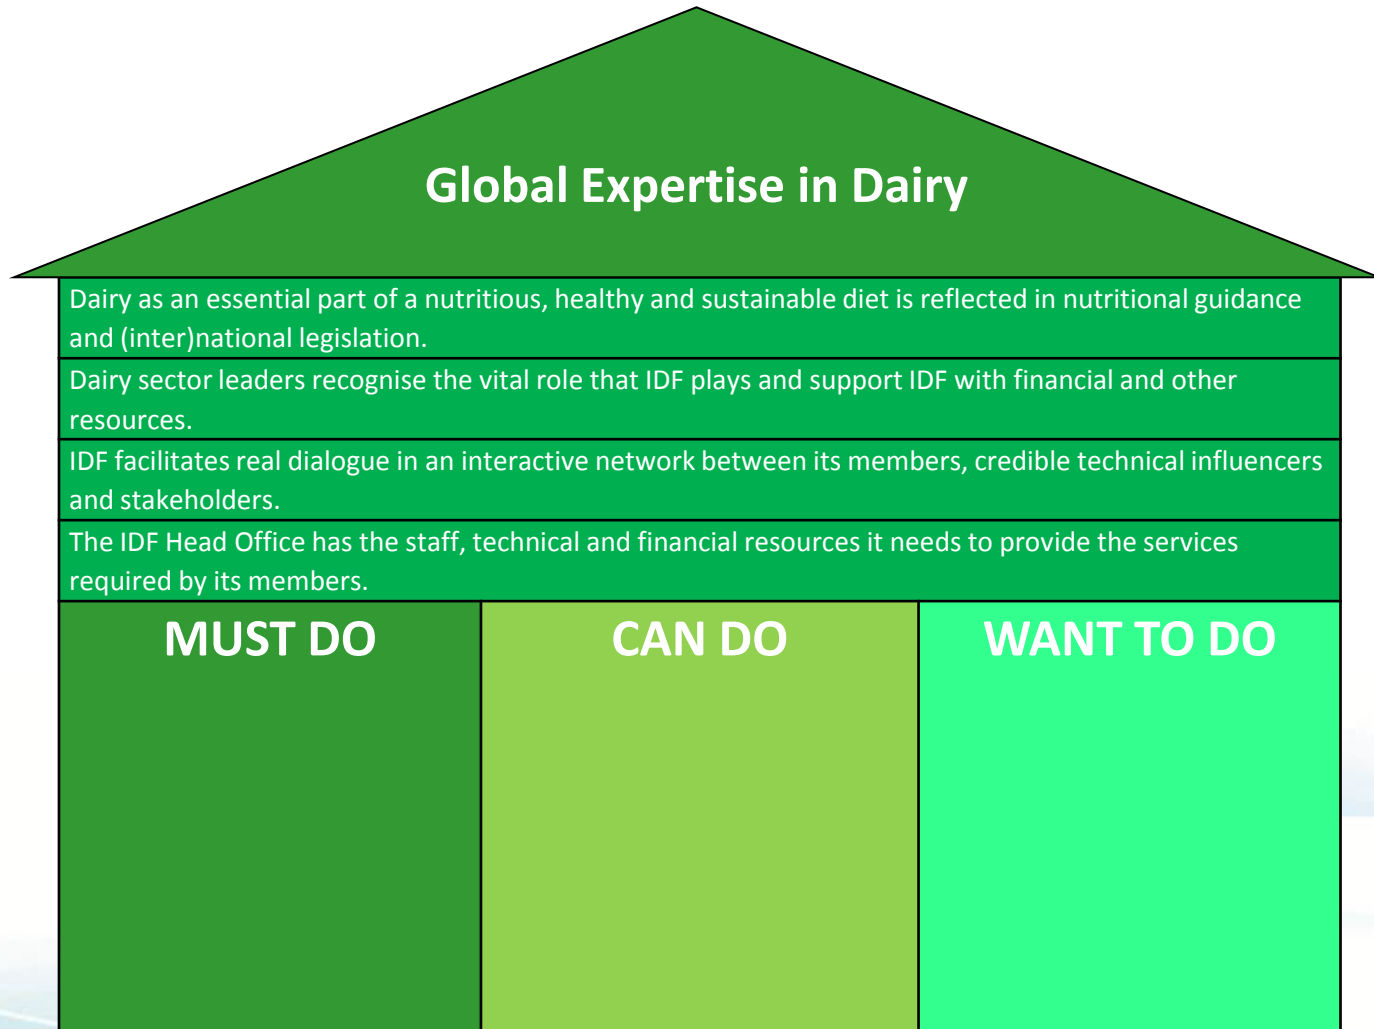 Global Expertise in Dairy
Dairy as an essential part of a nutritious, healthy and sustainable diet is reflected in nutritional guidance
and (inter)national legislation.
Dairy sector leaders recognise the vital role that IDF plays and support IDF with financial and other
resources.
IDF facilitates real dialogue in an interactive network between its members, credible technical influencers
and stakeholders.
The IDF Head Office has the staff, technical and financial resources it needs to provide the services
required by its members.
MUST DO
CAN DO
WANT TO DO